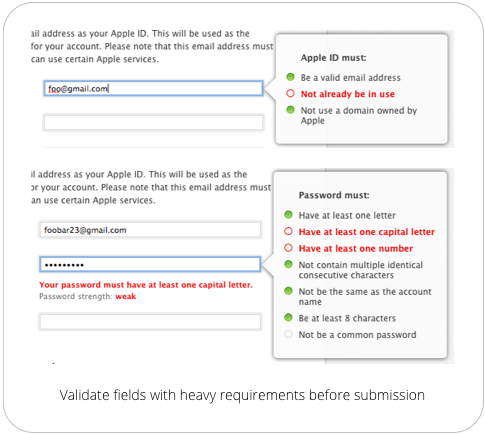 ail address as your Apple ID. This will be used as the
for your account. Please note that this email address must
can use certain Apple services.
foo@gmail.com
Apple ID must:
Be a valid email address
Not already be in use
Not use a domain owned by
Apple
il address as your Apple ID. This will be used as the
or your account. Please note that this email address must
an use certain Apple services.
foobar23@gmail.com
•••••••••
Your password must have at least one capital letter.
Password strength: weak
Password must:
Have at least one letter
Have at least one capital letter
Have at least one number
Not contain multiple identical
consecutive characters
Not be the same as the account
name
Be at least 8 characters
Not be a common password
Validate fields with heavy requirements before submission